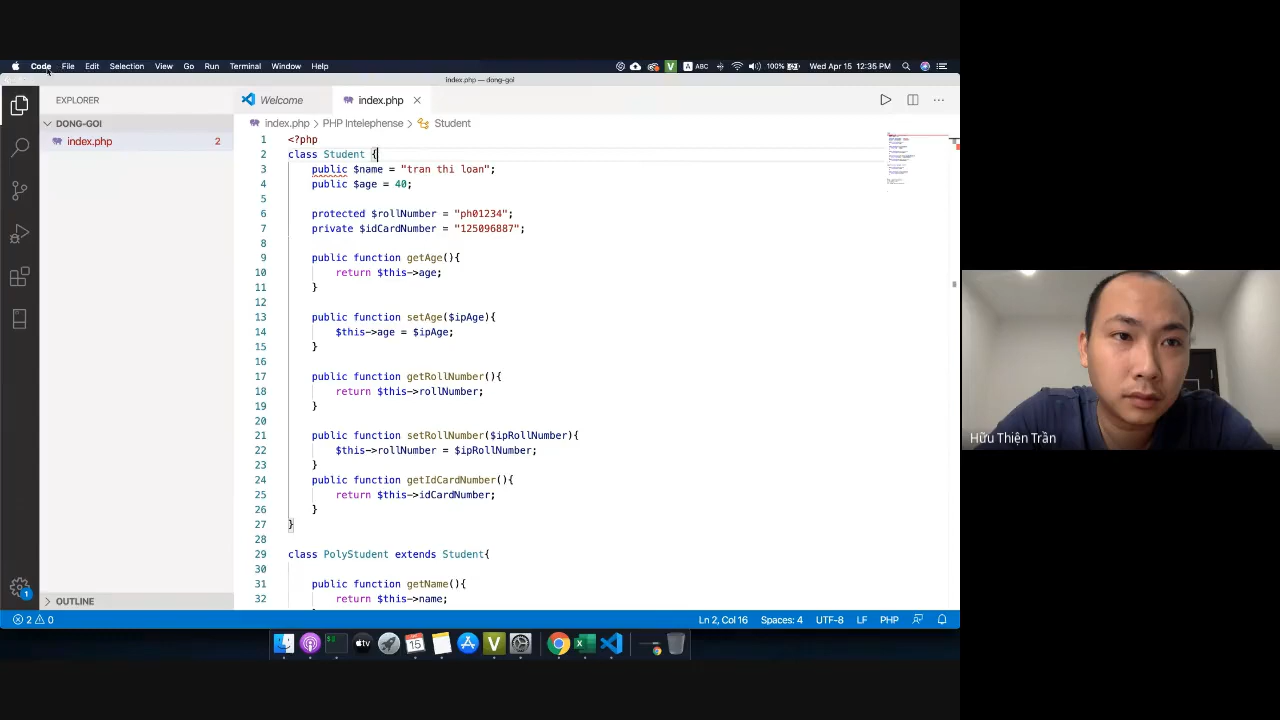 Code File Edit Selection View Go Run Terminal Window Help
ABC 100% Wed Apr 15 12:35 PM
index.php — dong-goi
EXPLORER
Welcome
index.php
DONG-GOI
index.php 2
index.php PHP Intelephense Student
1 <?php
2 class Student {
3 public $name = "tran thi loan";
4 public $age = 40;
5
6 protected $rollNumber = "ph01234";
7 private $idCardNumber = "125096887";
8
9 public function getAge(){
10 return $this->age;
11 }
12
13 public function setAge($ipAge){
14 $this->age = $ipAge;
15 }
16
17 public function getRollNumber(){
18 return $this->rollNumber;
19 }
20
21 public function setRollNumber($ipRollNumber){
22 $this->rollNumber = $ipRollNumber;
23 }
24 public function getIdCardNumber(){
25 return $this->idCardNumber;
26 }
27 }
28
29 class PolyStudent extends Student{
30
31 public function getName(){
32 return $this->name;
OUTLINE
1
2 0
Ln 2, Col 16 Spaces: 4 UTF-8 LF PHP
15
Hữu Thiện Trần